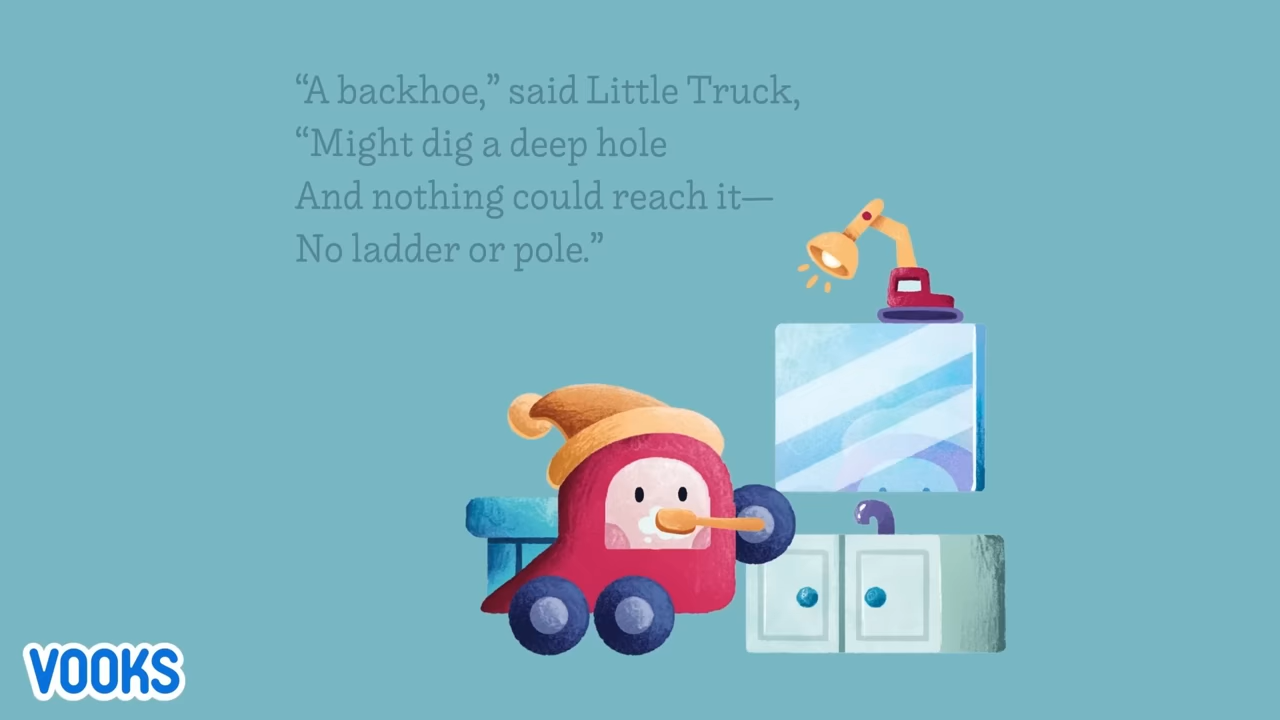 “A backhoe,” said Little Truck,
“Might dig a deep hole
And nothing could reach it—
No ladder or pole.”
VOOKS